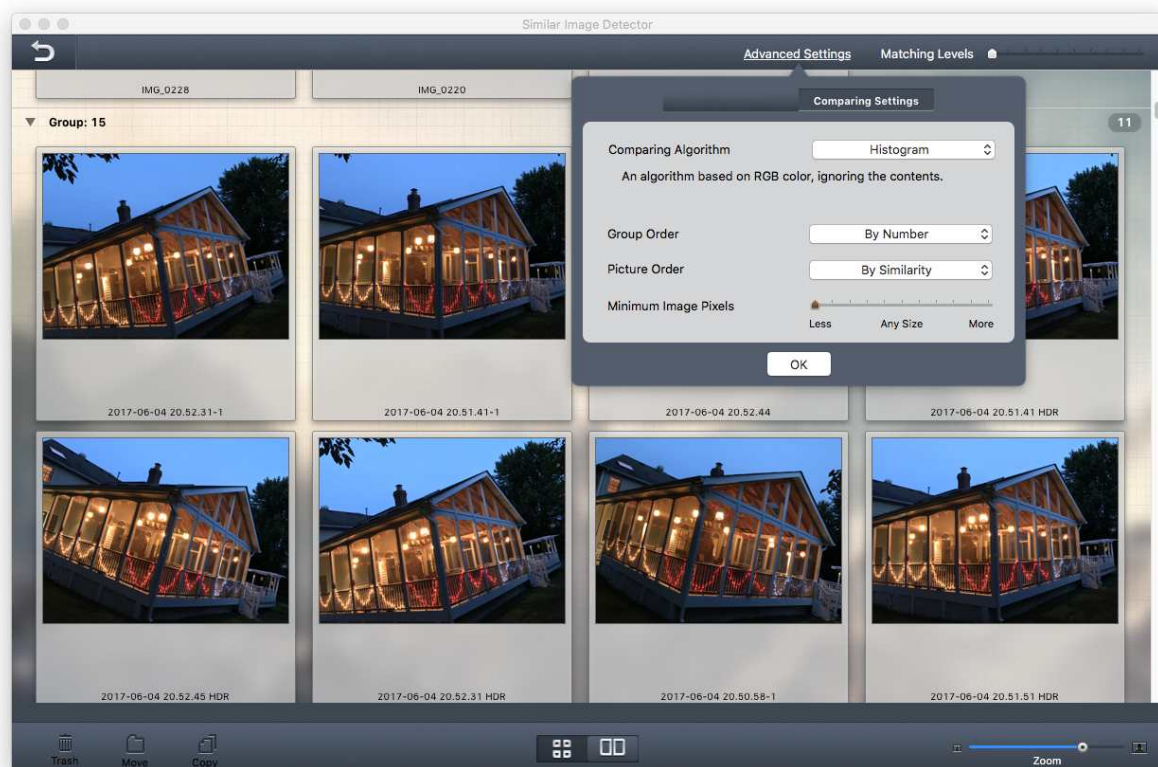 Similar Image Detector
Advanced Settings Matching Levels
IMG_0228 IMG_0220
Comparing Settings
Group: 15 11
Comparing Algorithm Histogram
An algorithm based on RGB color, ignoring the contents.
Group Order By Number
Picture Order By Similarity
Minimum Image Pixels
Less Any Size More
OK
2017-06-04 20.52.31-1 2017-06-04 20.51.41-1 2017-06-04 20.52.44 2017-06-04 20.51.41 HDR
2017-06-04 20.52.45 HDR 2017-06-04 20.52.31 HDR 2017-06-04 20.50.58-1 2017-06-04 20.51.51 HDR
Trash Move Copy Zoom